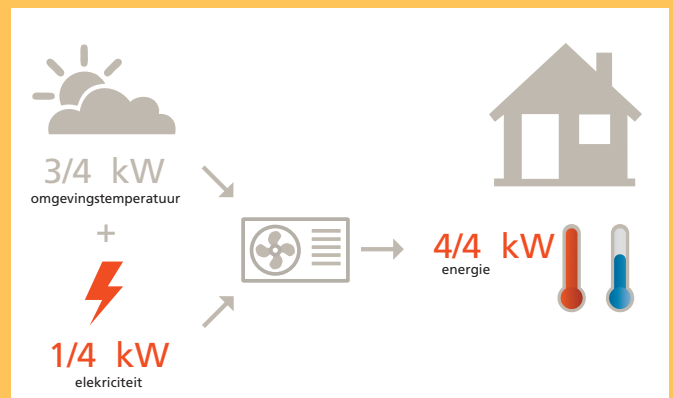 3/4 kW
omgevingstemperatuur
+
1/4 kW
elekriciteit
4/4 kW
energie